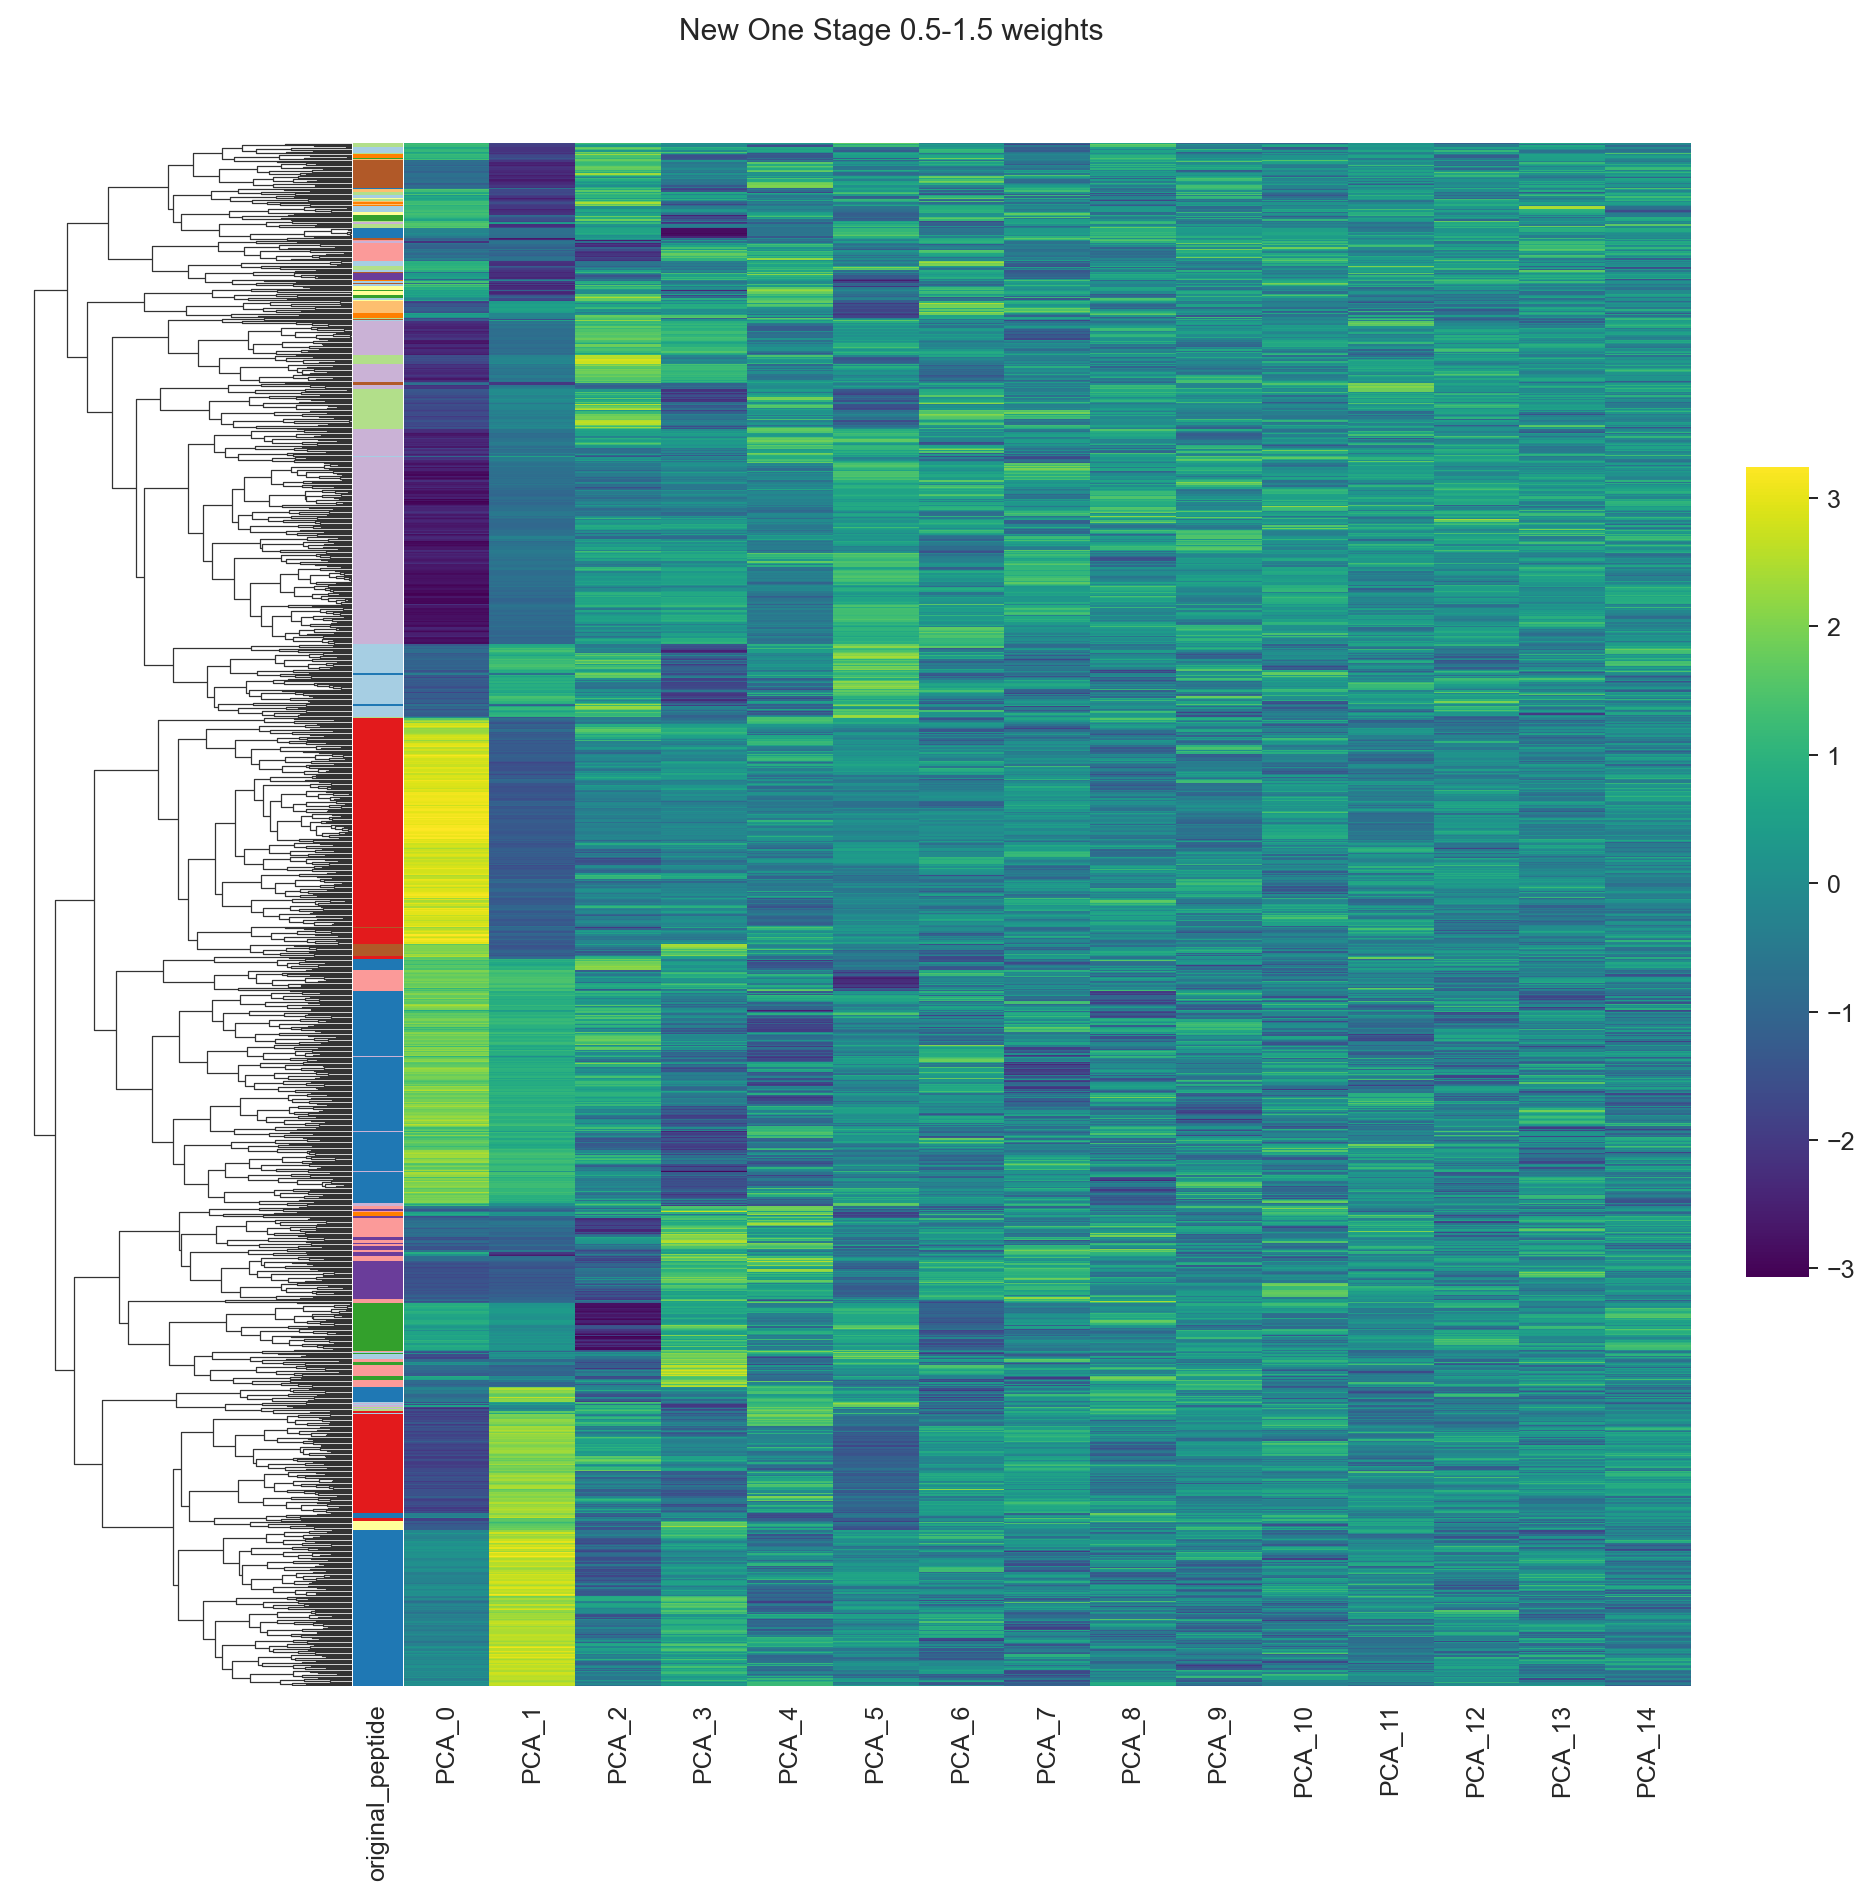 New One Stage 0.5-1.5 weights
3
2
1
0
−1
−2
−3
original_peptide
PCA_0
PCA_1
PCA_2
PCA_3
PCA_4
PCA_5
PCA_6
PCA_7
PCA_8
PCA_9
PCA_10
PCA_11
PCA_12
PCA_13
PCA_14